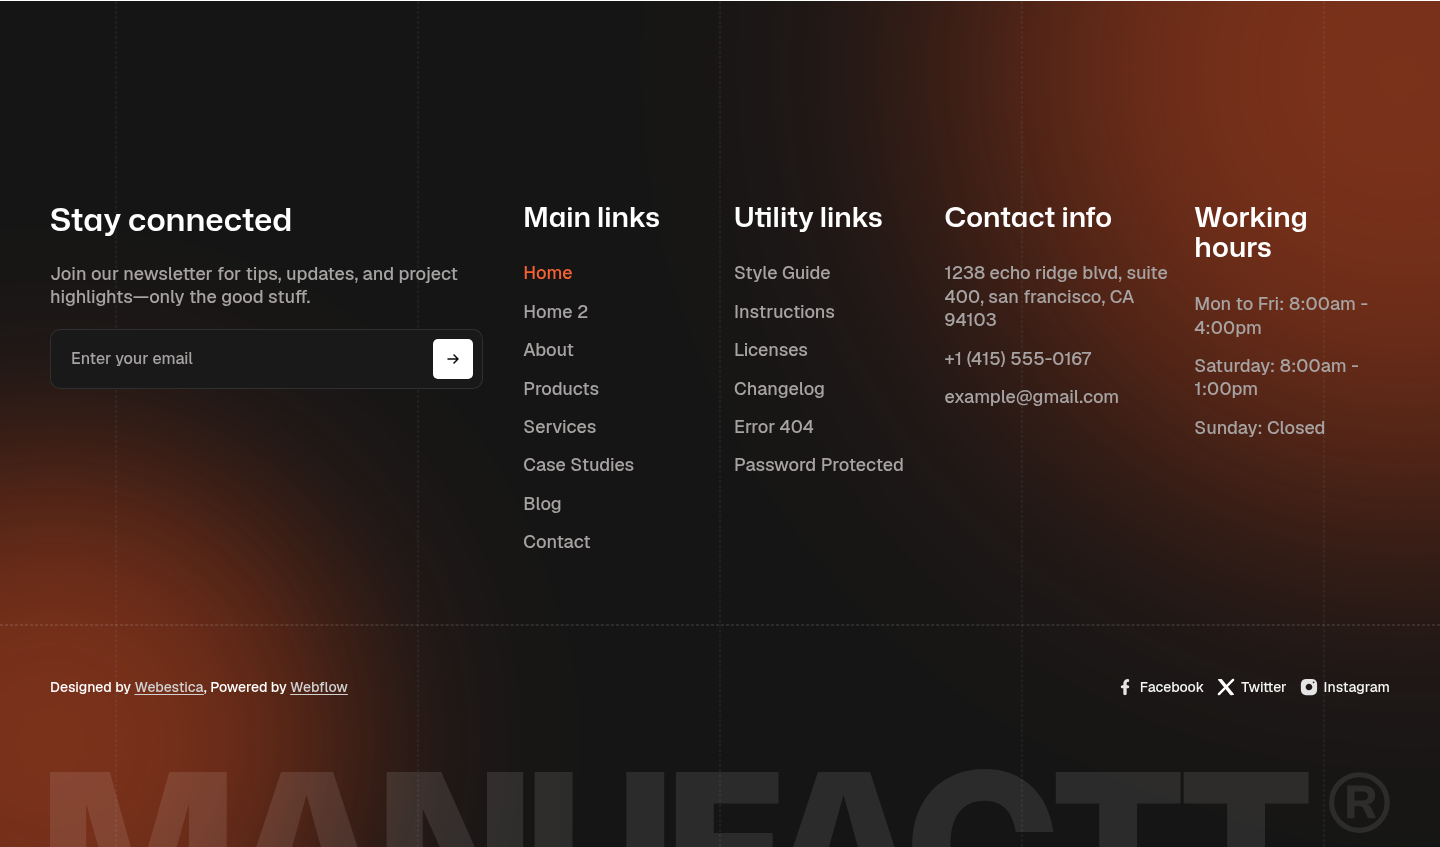 Stay connected
Join our newsletter for tips, updates, and project
highlights—only the good stuff.
Enter your email
Main links
Home
Home 2
About
Products
Services
Case Studies
Blog
Contact
Utility links
Style Guide
Instructions
Licenses
Changelog
Error 404
Password Protected
Contact info
1238 echo ridge blvd, suite
400, san francisco, CA
94103
+1 (415) 555-0167
example@gmail.com
Working
hours
Mon to Fri: 8:00am -
4:00pm
Saturday: 8:00am -
1:00pm
Sunday: Closed
Designed by Webestica, Powered by Webflow
Facebook
Twitter
Instagram
MANUFACTT®